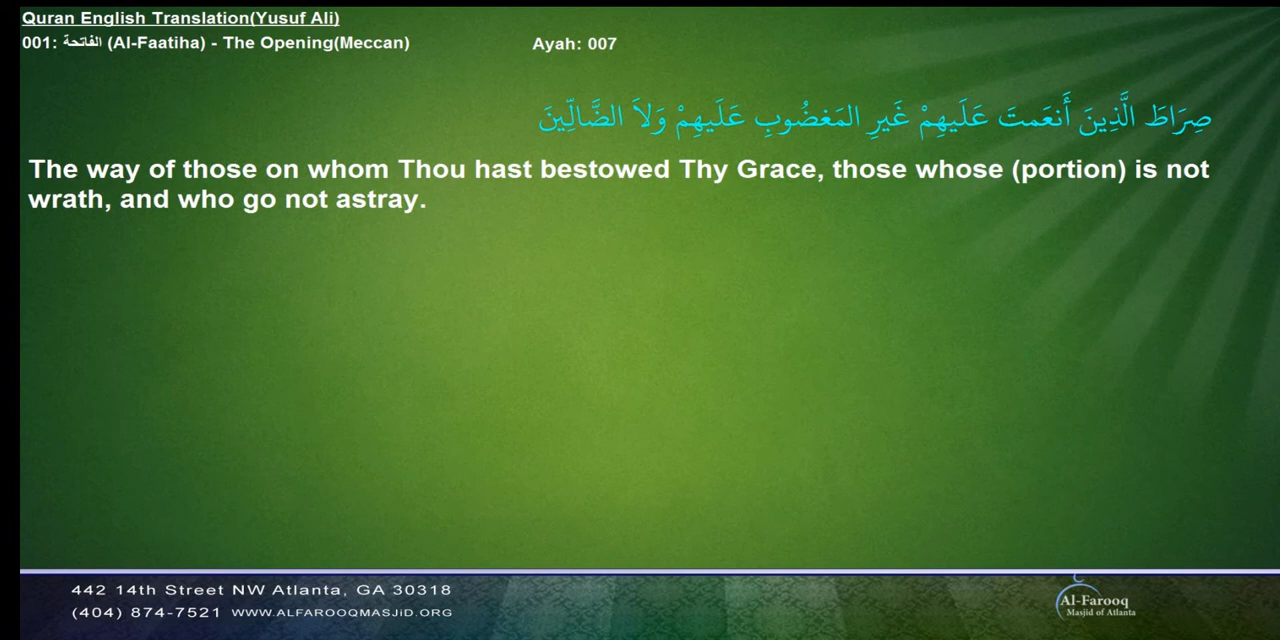 Quran English Translation(Yusuf Ali)
001: الفاتحة (Al-Faatiha) - The Opening(Meccan)
Ayah: 007
صِرَاطَ الَّذِينَ أَنعَمتَ عَلَيهِمْ غَيرِ المَغضُوبِ عَلَيهِمْ وَلاَ الضَّالِّينَ
The way of those on whom Thou hast bestowed Thy Grace, those whose (portion) is not
wrath, and who go not astray.
442 14th Street NW Atlanta, GA 30318
(404) 874-7521 WWW.ALFAROOQMASJiD.ORG
Al-Farooq
Masjid of Atlanta